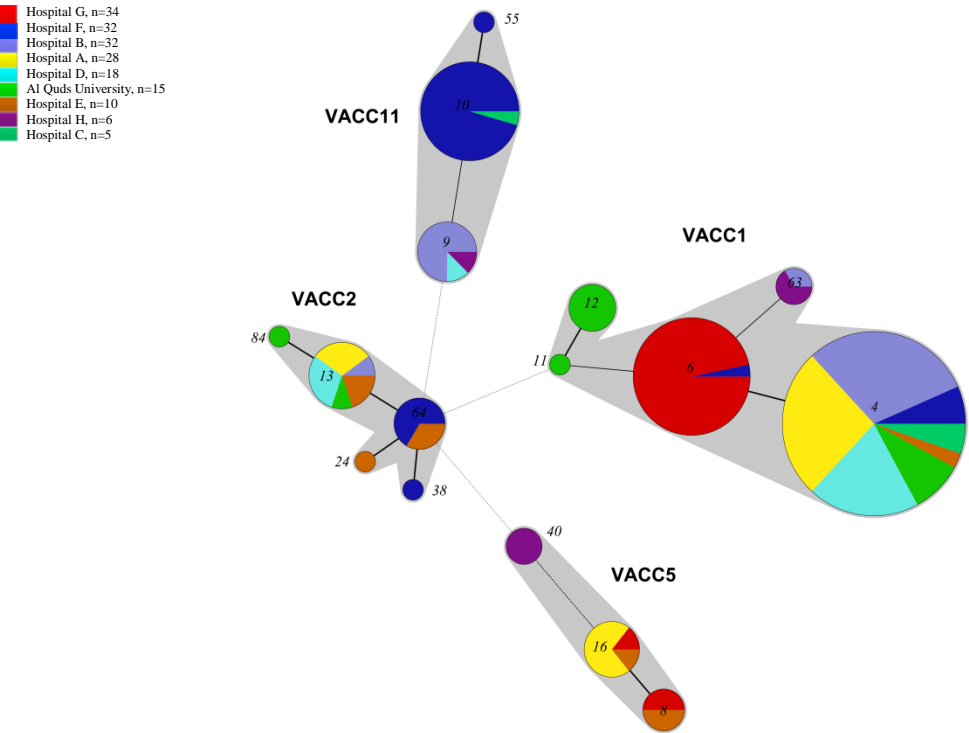 Hospital G, n=34
Hospital F, n=32
Hospital B, n=32
Hospital A, n=28
Hospital D, n=18
Al Quds University, n=15
Hospital E, n=10
Hospital H, n=6
Hospital C, n=5
55
10
VACC11
9
VACC1
63
VACC2
12
84
11
6
13
4
64
24
38
40
VACC5
16
8